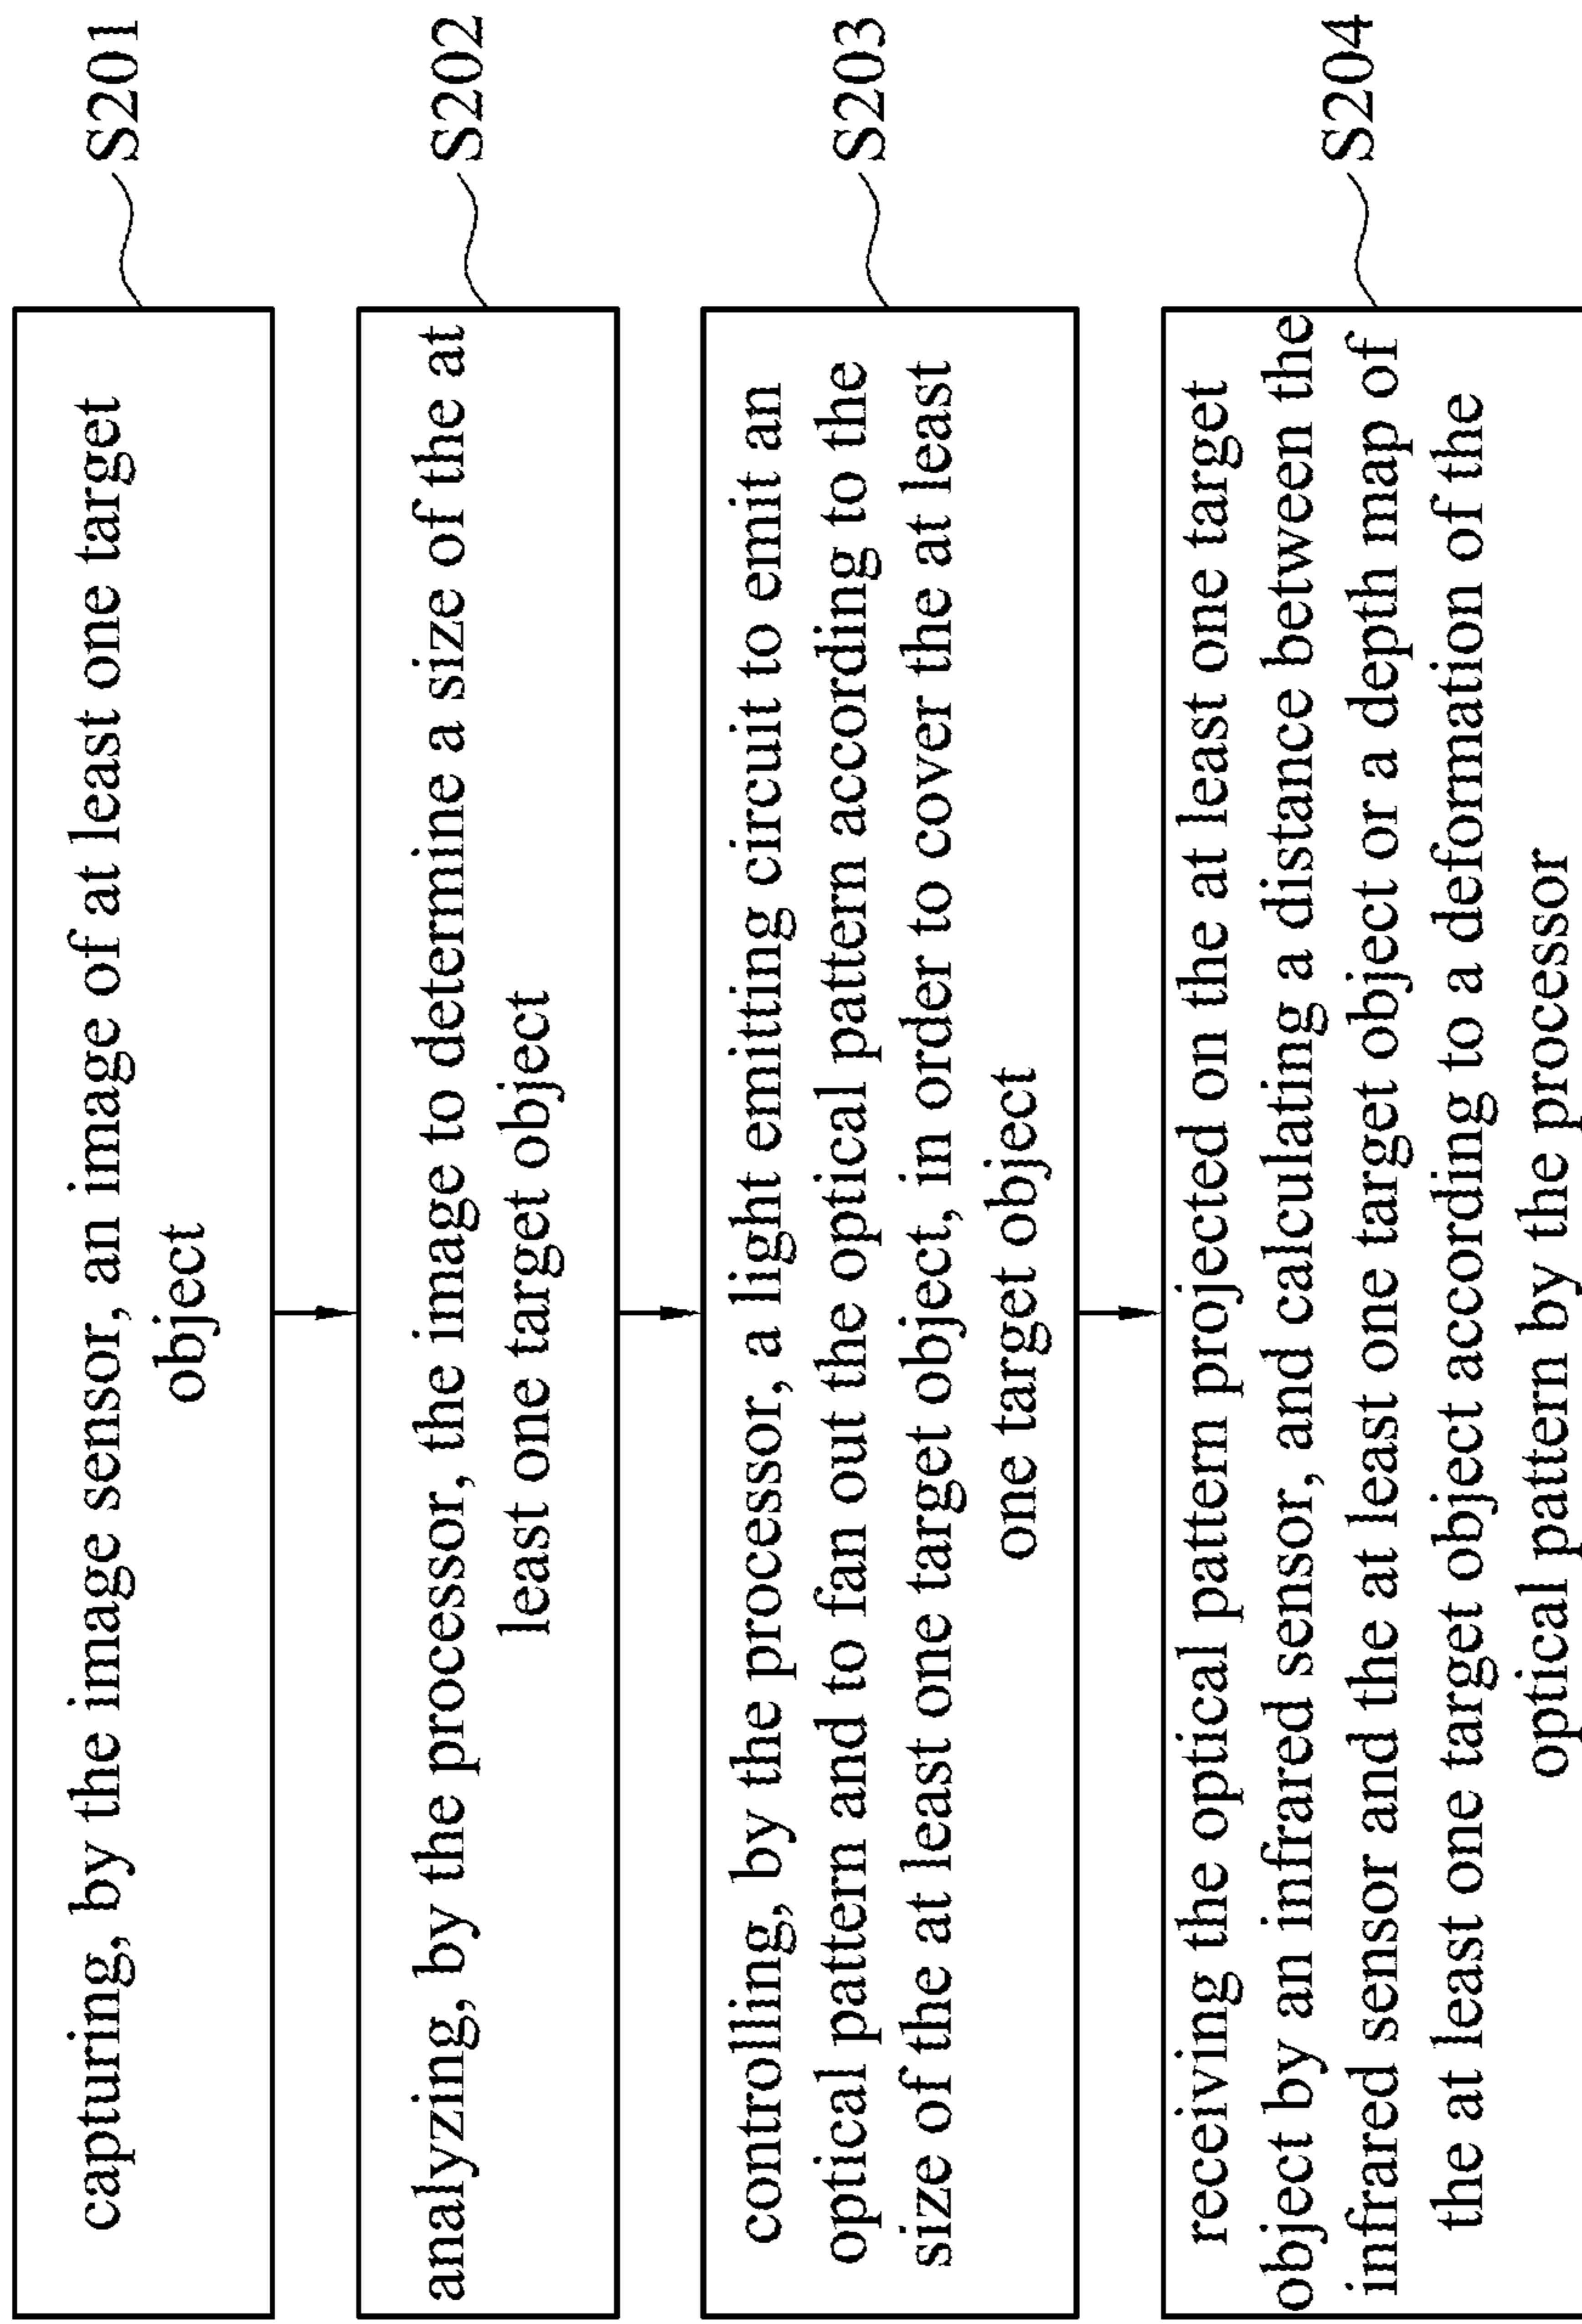 capturing, by the image sensor, an image of at least one target
object
S201
analyzing, by the processor, the image to determine a size of the at
least one target object
S202
controlling, by the processor, a light emitting circuit to emit an
optical pattern and to fan out the optical pattern according to the
size of the at least one target object, in order to cover the at least
one target object
S203
receiving the optical pattern projected on the at least one target
object by an infrared sensor, and calculating a distance between the
infrared sensor and the at least one target object or a depth map of
the at least one target object according to a deformation of the
optical pattern by the processor
S204